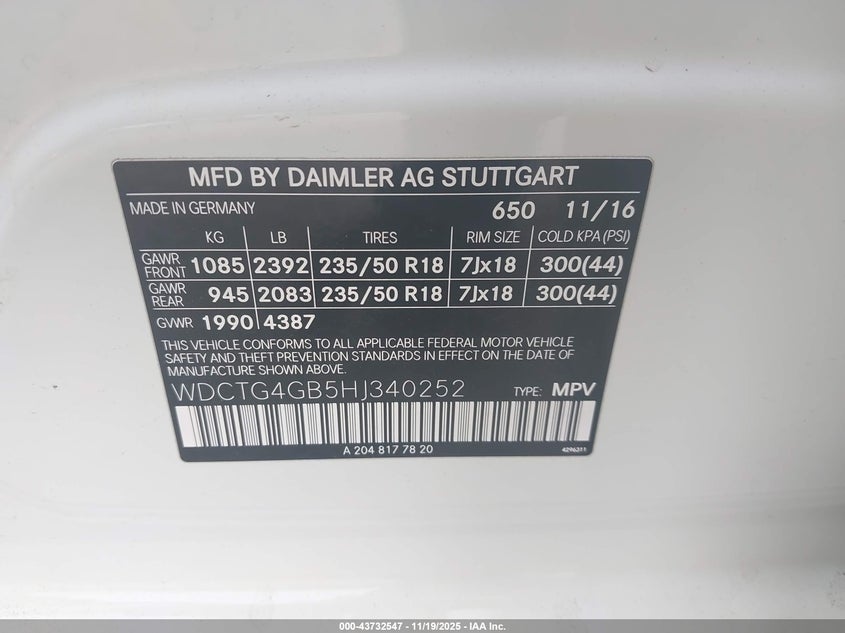 MFD BY DAIMLER AG STUTTGART
MADE IN GERMANY 650 11/16
KG LB TIRES RIM SIZE COLD KPA (PSI)
GAWR FRONT 1085 2392 235/50 R18 7Jx18 300(44)
GAWR REAR 945 2083 235/50 R18 7Jx18 300(44)
GVWR 1990 4387
THIS VEHICLE CONFORMS TO ALL APPLICABLE FEDERAL MOTOR VEHICLE
SAFETY AND THEFT PREVENTION STANDARDS IN EFFECT ON THE DATE OF
MANUFACTURE SHOWN ABOVE.
WDCTG4GB5HJ340252 TYPE: MPV
A 204 817 78 20 4296311
000-43732547 - 11/19/2025 - IAA Inc.